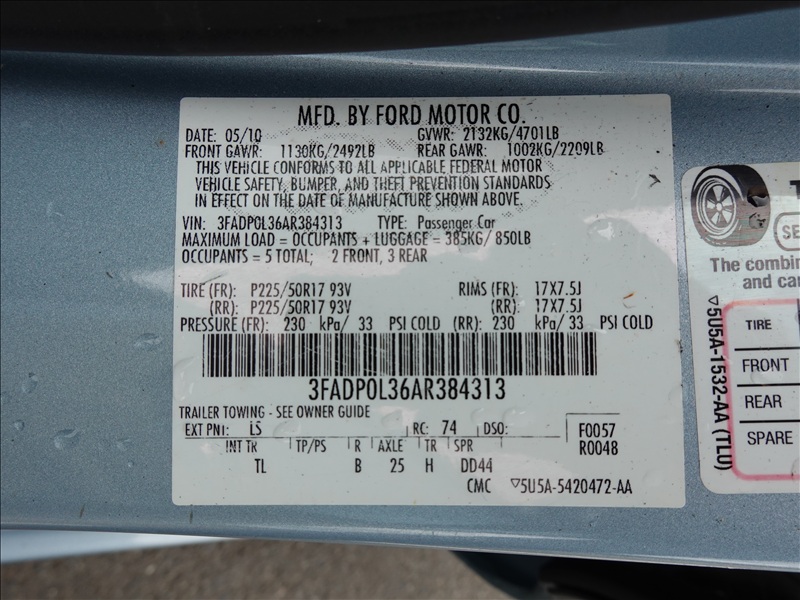 MFD. BY FORD MOTOR CO.
DATE: 05/10 GVWR: 2132KG/4701LB
FRONT GAWR: 1130KG/2492LB REAR GAWR: 1002KG/2209LB
THIS VEHICLE CONFORMS TO ALL APPLICABLE FEDERAL MOTOR
VEHICLE SAFETY, BUMPER, AND THEFT PREVENTION STANDARDS
IN EFFECT ON THE DATE OF MANUFACTURE SHOWN ABOVE.
VIN: 3FADP0L36AR384313 TYPE: Passenger Car
MAXIMUM LOAD = OCCUPANTS + LUGGAGE = 385KG/ 850LB
OCCUPANTS = 5 TOTAL; 2 FRONT, 3 REAR
TIRE (FR): P225/50R17 93V RIMS (FR): 17X7.5J
(RR): P225/50R17 93V (RR): 17X7.5J
PRESSURE (FR): 230 kPa/ 33 PSI COLD (RR): 230 kPa/ 33 PSI COLD
3FADP0L36AR384313
TRAILER TOWING - SEE OWNER GUIDE
EXT PNT: LS RC: 74 DSO: F0057
INT TR TP/PS R AXLE TR SPR R0048
TL B 25 H DD44
CMC ▽5U5A-5420472-AA
The combin
and car
TIRE
FRONT
REAR
SPARE
▽5U5A-1532-AA (TLU)